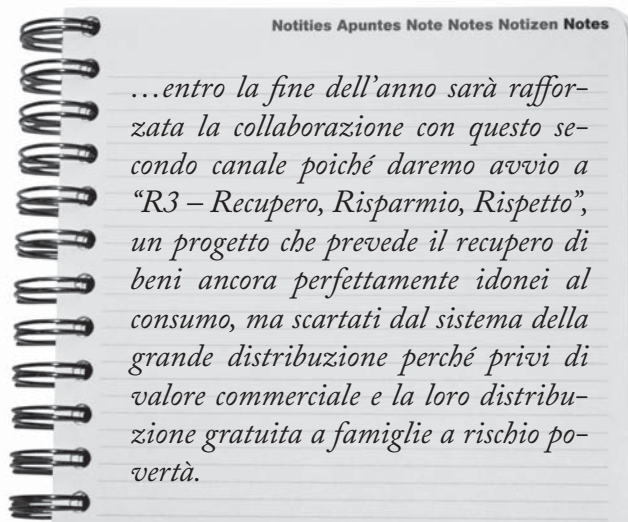 Notities Apuntes Note Notes Notizen Notes
…entro la fine dell’anno sarà raffor-
zata la collaborazione con questo se-
condo canale poiché daremo avvio a
“R3 – Recupero, Risparmio, Rispetto”,
un progetto che prevede il recupero di
beni ancora perfettamente idonei al
consumo, ma scartati dal sistema della
grande distribuzione perché privi di
valore commerciale e la loro distribu-
zione gratuita a famiglie a rischio po-
vertà.